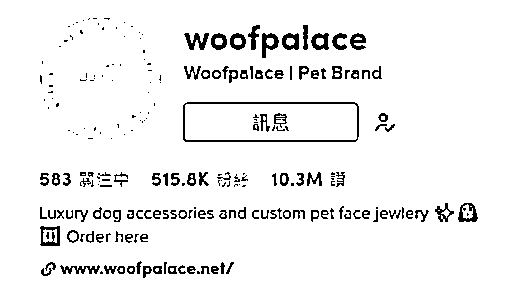 woofpalace
Woofpalace | Pet Brand
訊息
583 關注中 515.8K 粉絲 10.3M 讚
Luxury dog accessories and custom pet face jewlery ✨👻
Order here
www.woofpalace.net/